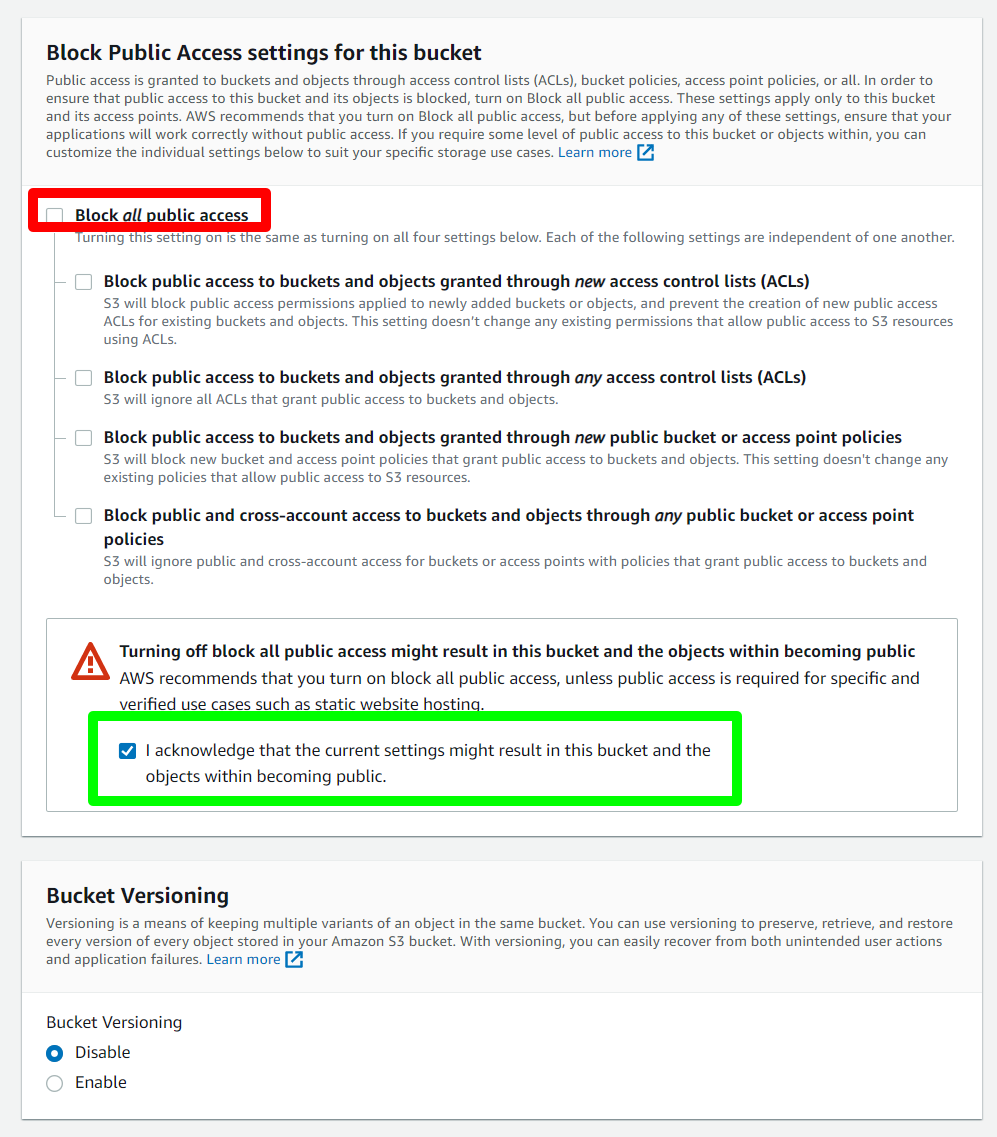 Block Public Access settings for this bucket
Public access is granted to buckets and objects through access control lists (ACLs), bucket policies, access point policies, or all. In order to
ensure that public access to this bucket and its objects is blocked, turn on Block all public access. These settings apply only to this bucket
and its access points. AWS recommends that you turn on Block all public access, but before applying any of these settings, ensure that your
applications will work correctly without public access. If you require some level of public access to this bucket or objects within, you can
customize the individual settings below to suit your specific storage use cases. Learn more
Block all public access
Turning this setting on is the same as turning on all four settings below. Each of the following settings are independent of one another.
Block public access to buckets and objects granted through new access control lists (ACLs)
S3 will block public access permissions applied to newly added buckets or objects, and prevent the creation of new public access
ACLs for existing buckets and objects. This setting doesn't change any existing permissions that allow public access to S3 resources
using ACLs.
Block public access to buckets and objects granted through any access control lists (ACLs)
S3 will ignore all ACLs that grant public access to buckets and objects.
Block public access to buckets and objects granted through new public bucket or access point policies
S3 will block new bucket and access point policies that grant public access to buckets and objects. This setting doesn't change any
existing policies that allow public access to S3 resources.
Block public and cross-account access to buckets and objects through any public bucket or access point
policies
S3 will ignore public and cross-account access for buckets or access points with policies that grant public access to buckets and
objects.
Turning off block all public access might result in this bucket and the objects within becoming public
AWS recommends that you turn on block all public access, unless public access is required for specific and
verified use cases such as static website hosting.
I acknowledge that the current settings might result in this bucket and the
objects within becoming public.
Bucket Versioning
Versioning is a means of keeping multiple variants of an object in the same bucket. You can use versioning to preserve, retrieve, and restore
every version of every object stored in your Amazon S3 bucket. With versioning, you can easily recover from both unintended user actions
and application failures. Learn more
Bucket Versioning
Disable
Enable